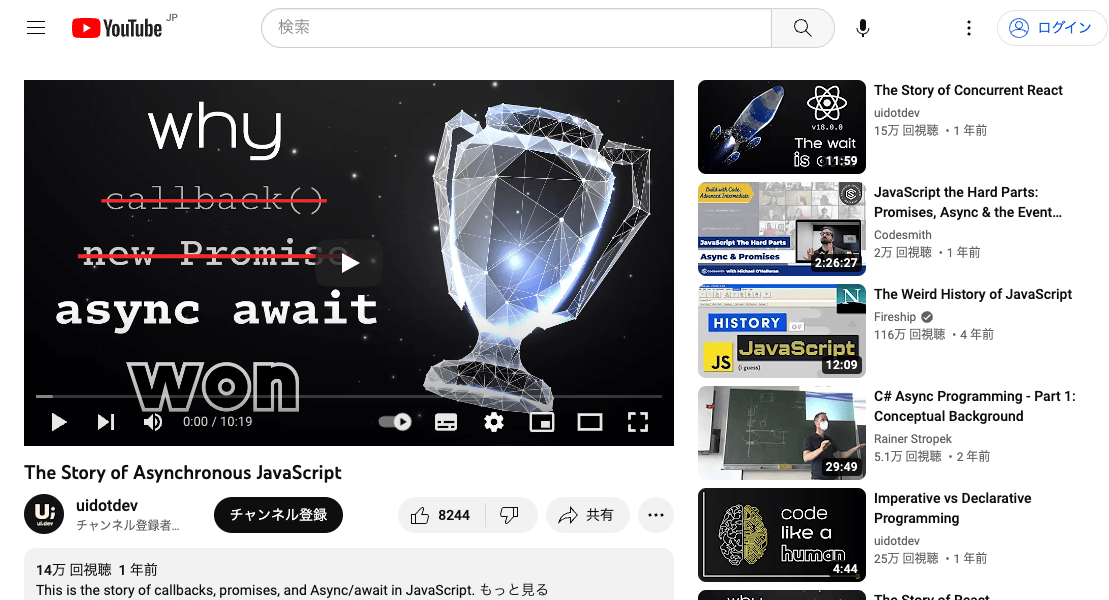 YouTube JP
検索
ログイン
why
callback()
new Promise
async await
won
0:00 / 10:19
The Story of Asynchronous JavaScript
U;
ui.dev
uidotdev
チャンネル登録者...
チャンネル登録
8244
共有
14万 回視聴 1 年前
This is the story of callbacks, promises, and Async/await in JavaScript. もっと見る
v18.0.0
The wait
is
11:59
The Story of Concurrent React
uidotdev
15万 回視聴 ・1 年前
Build with Code:
Advanced Intermediate
JavaScript The Hard Parts
Async & Promises
Codesmith with Michael O'Halloran
2:26:27
JavaScript the Hard Parts:
Promises, Async & the Event...
Codesmith
2万 回視聴 ・1 年前
N
HISTORY OF
JS JavaScript
(i guess)
12:09
The Weird History of JavaScript
Fireship
116万 回視聴 ・4 年前
29:49
C# Async Programming - Part 1:
Conceptual Background
Rainer Stropek
5.1万 回視聴 ・2 年前
code
like a
human
4:44
Imperative vs Declarative
Programming
uidotdev
25万 回視聴 ・1 年前
why
The Story of React